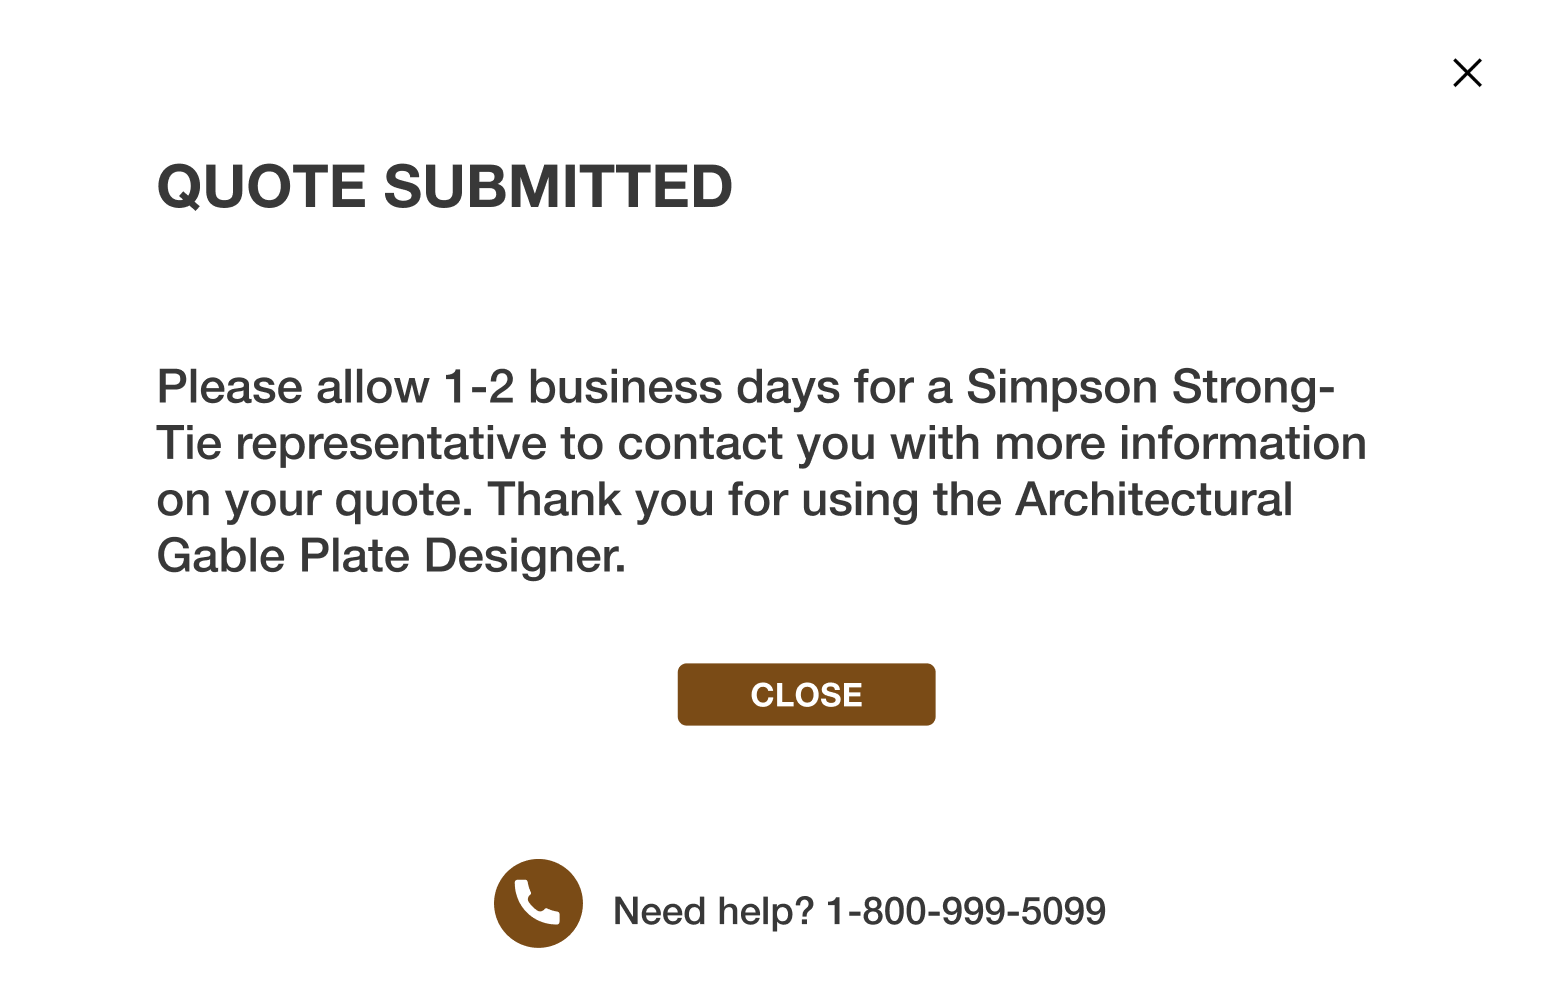 QUOTE SUBMITTED
Please allow 1-2 business days for a Simpson Strong-
Tie representative to contact you with more information
on your quote. Thank you for using the Architectural
Gable Plate Designer.
CLOSE
Need help? 1-800-999-5099